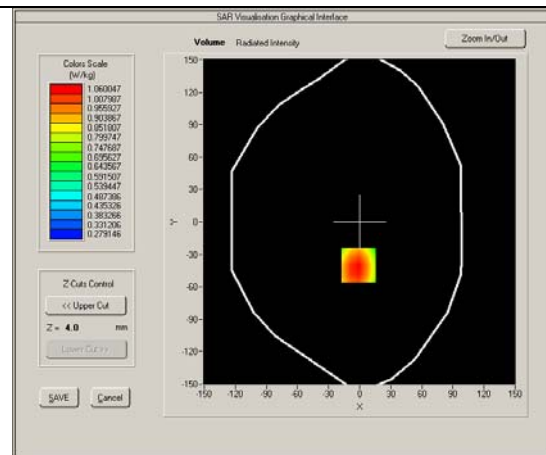 SAR Visualisation Graphical Interface
Volume Radiated Intensity
Zoom In/Out
Colors Scale
(W/kg)
1.060047
1.007987
0.955927
0.903867
0.851807
0.799747
0.747687
0.695627
0.643567
0.591507
0.539447
0.487386
0.435326
0.383266
0.331206
0.279146
Z Cuts Control
<< Upper Cut
Z = 4.0 mm
Lower Cut >>
SAVE
Cancel
150
120
90
60
30
0
-30
-60
-90
-120
-150
Y
-150 -120 -90 -60 -30 0 30 60 90 120 150
X